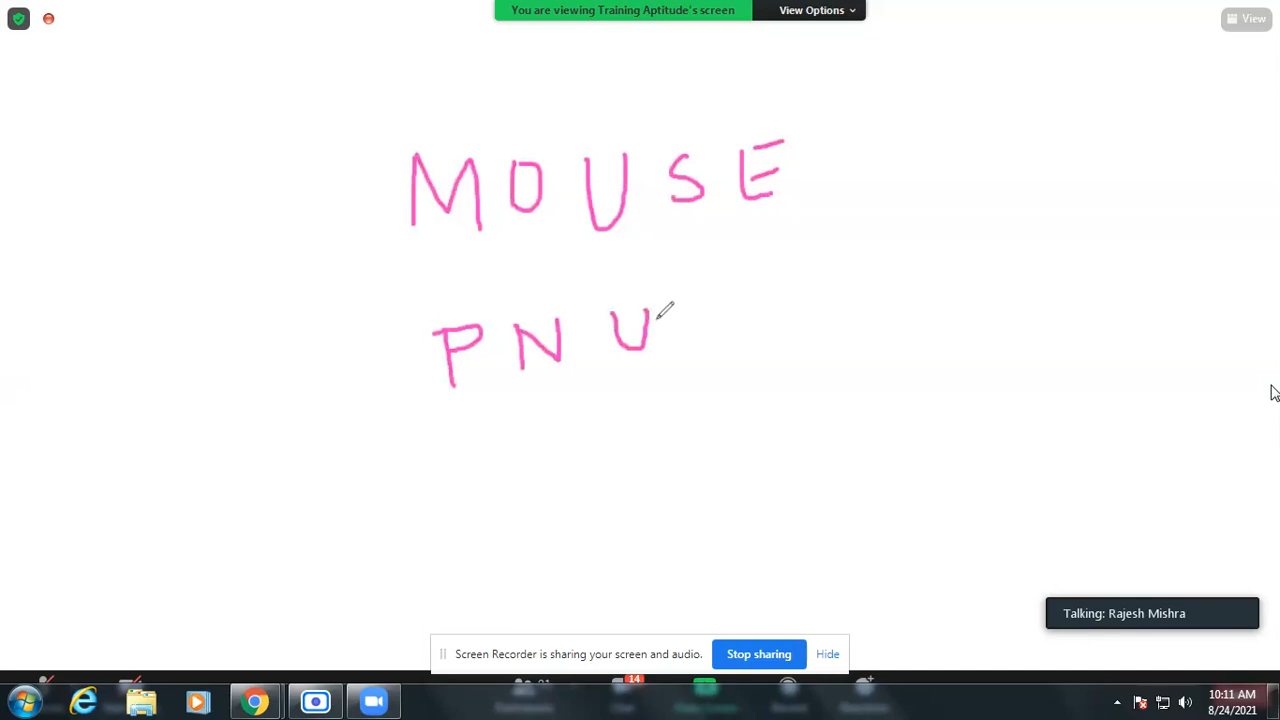 You are viewing Training Aptitude's screen
View Options
View
MOUSE
PNU
Talking: Rajesh Mishra
Screen Recorder is sharing your screen and audio.
Stop sharing
Hide
14
10:11 AM
8/24/2021